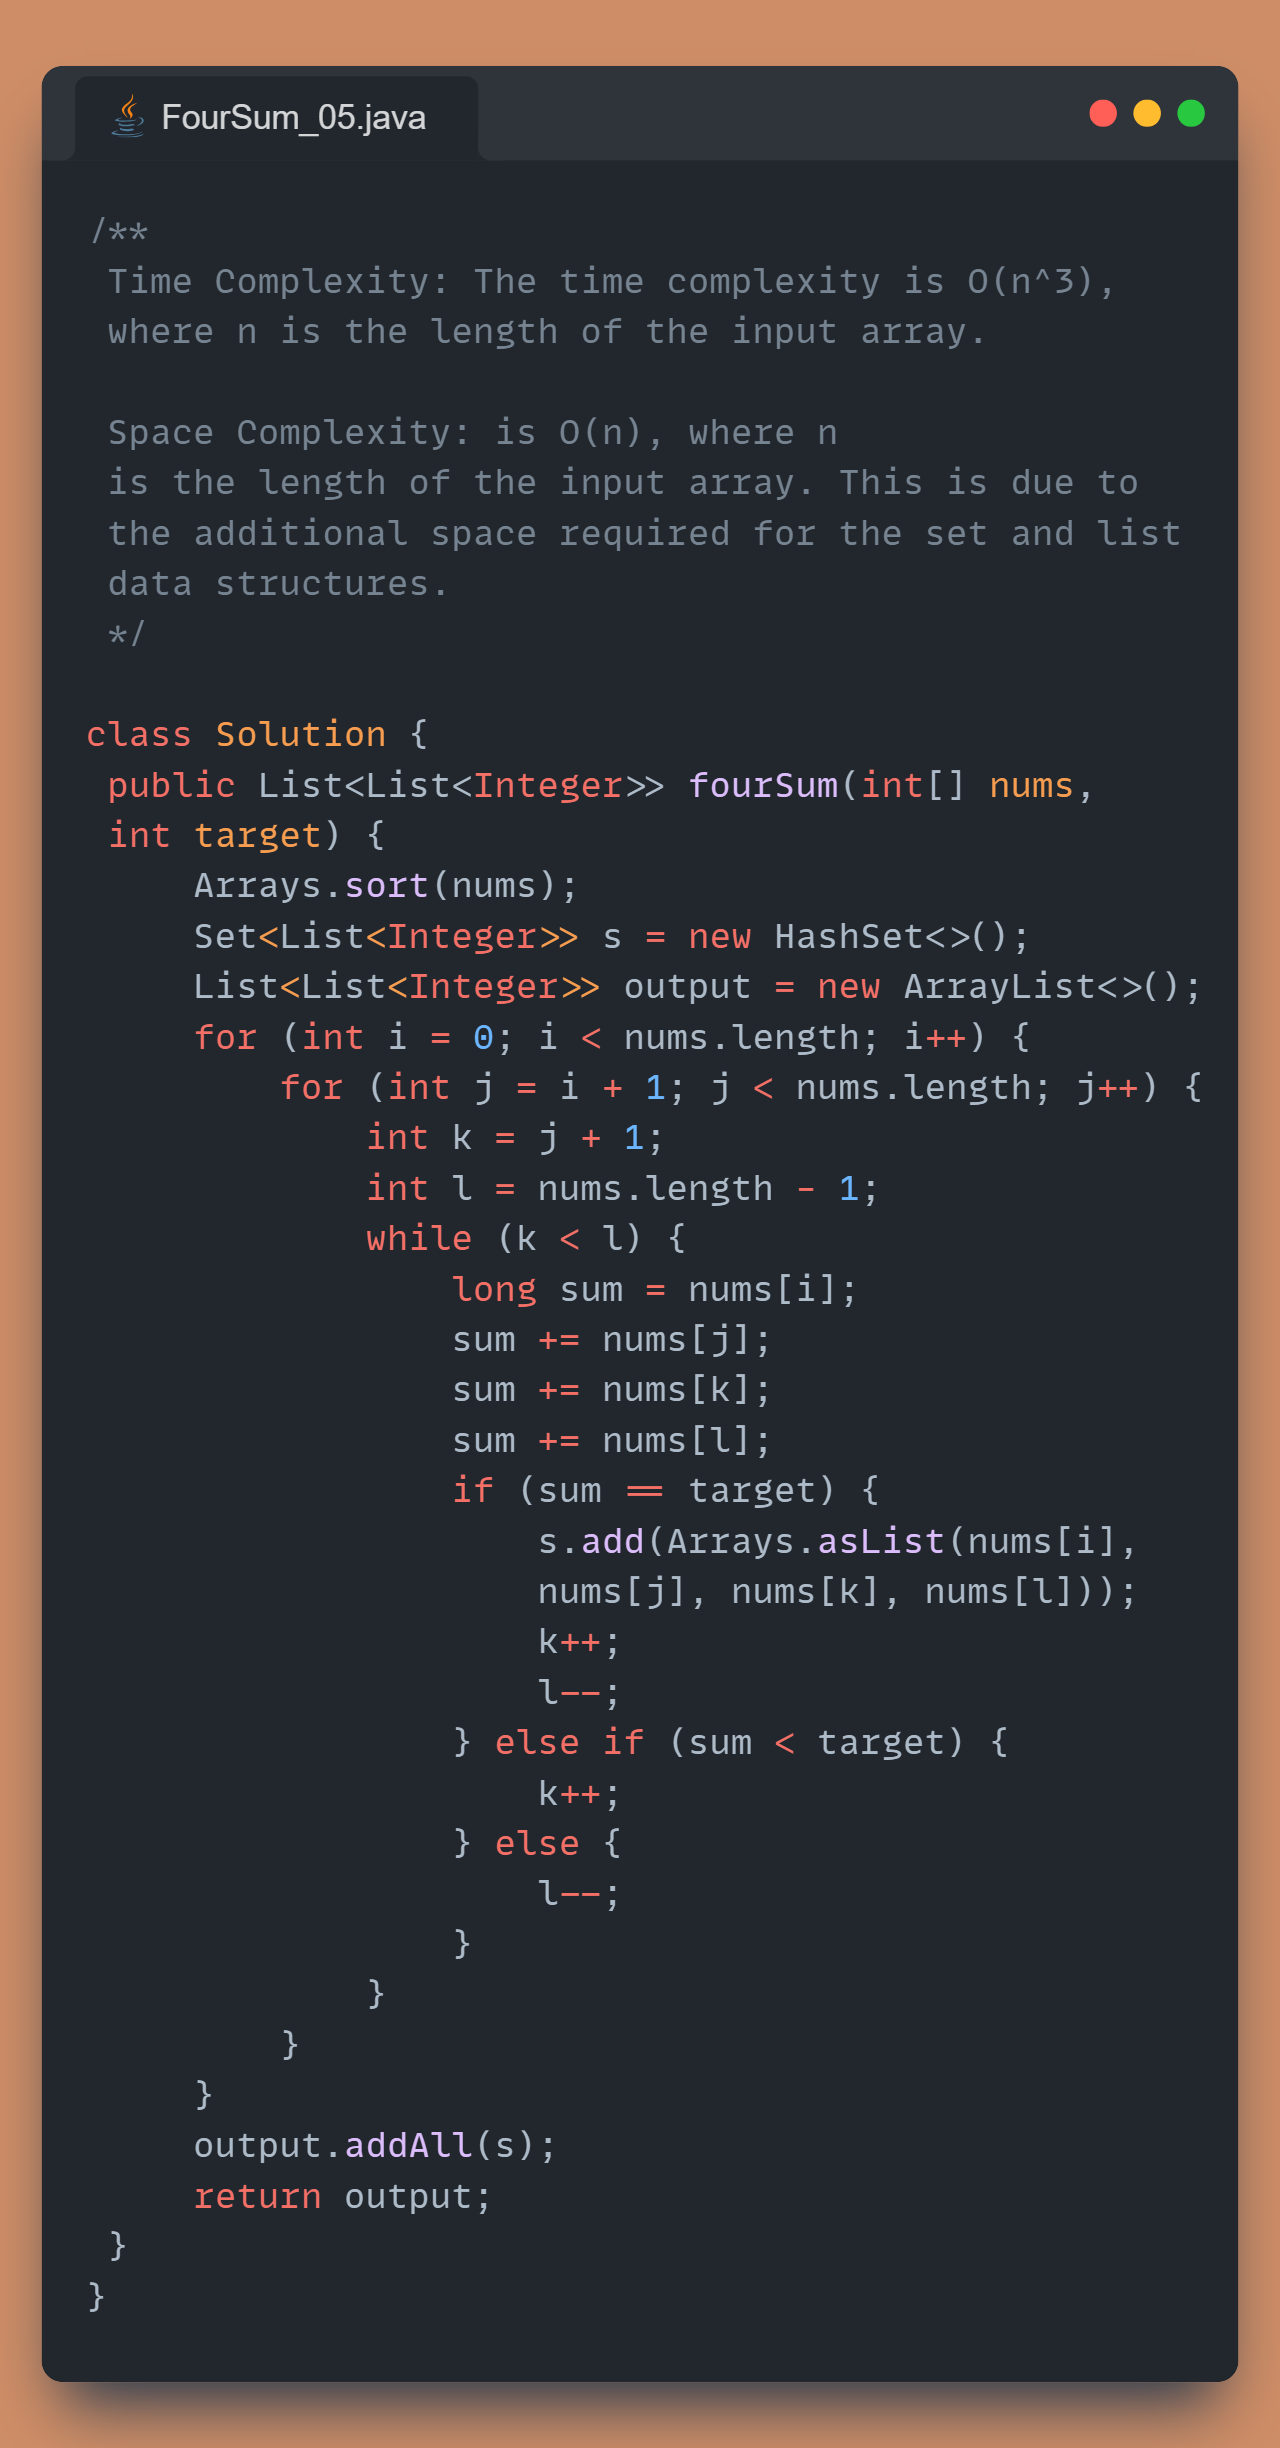 FourSum_05.java
/**
 Time Complexity: The time complexity is O(n^3),
 where n is the length of the input array.

 Space Complexity: is O(n), where n
 is the length of the input array. This is due to
 the additional space required for the set and list
 data structures.
 */

class Solution {
 public List<List<Integer>> fourSum(int[] nums,
 int target) {
     Arrays.sort(nums);
     Set<List<Integer>> s = new HashSet<>();
     List<List<Integer>> output = new ArrayList<>();
     for (int i = 0; i < nums.length; i++) {
         for (int j = i + 1; j < nums.length; j++) {
             int k = j + 1;
             int l = nums.length - 1;
             while (k < l) {
                 long sum = nums[i];
                 sum += nums[j];
                 sum += nums[k];
                 sum += nums[l];
                 if (sum == target) {
                     s.add(Arrays.asList(nums[i],
                     nums[j], nums[k], nums[l]));
                     k++;
                     l--;
                 } else if (sum < target) {
                     k++;
                 } else {
                     l--;
                 }
             }
         }
     }
     output.addAll(s);
     return output;
 }
}